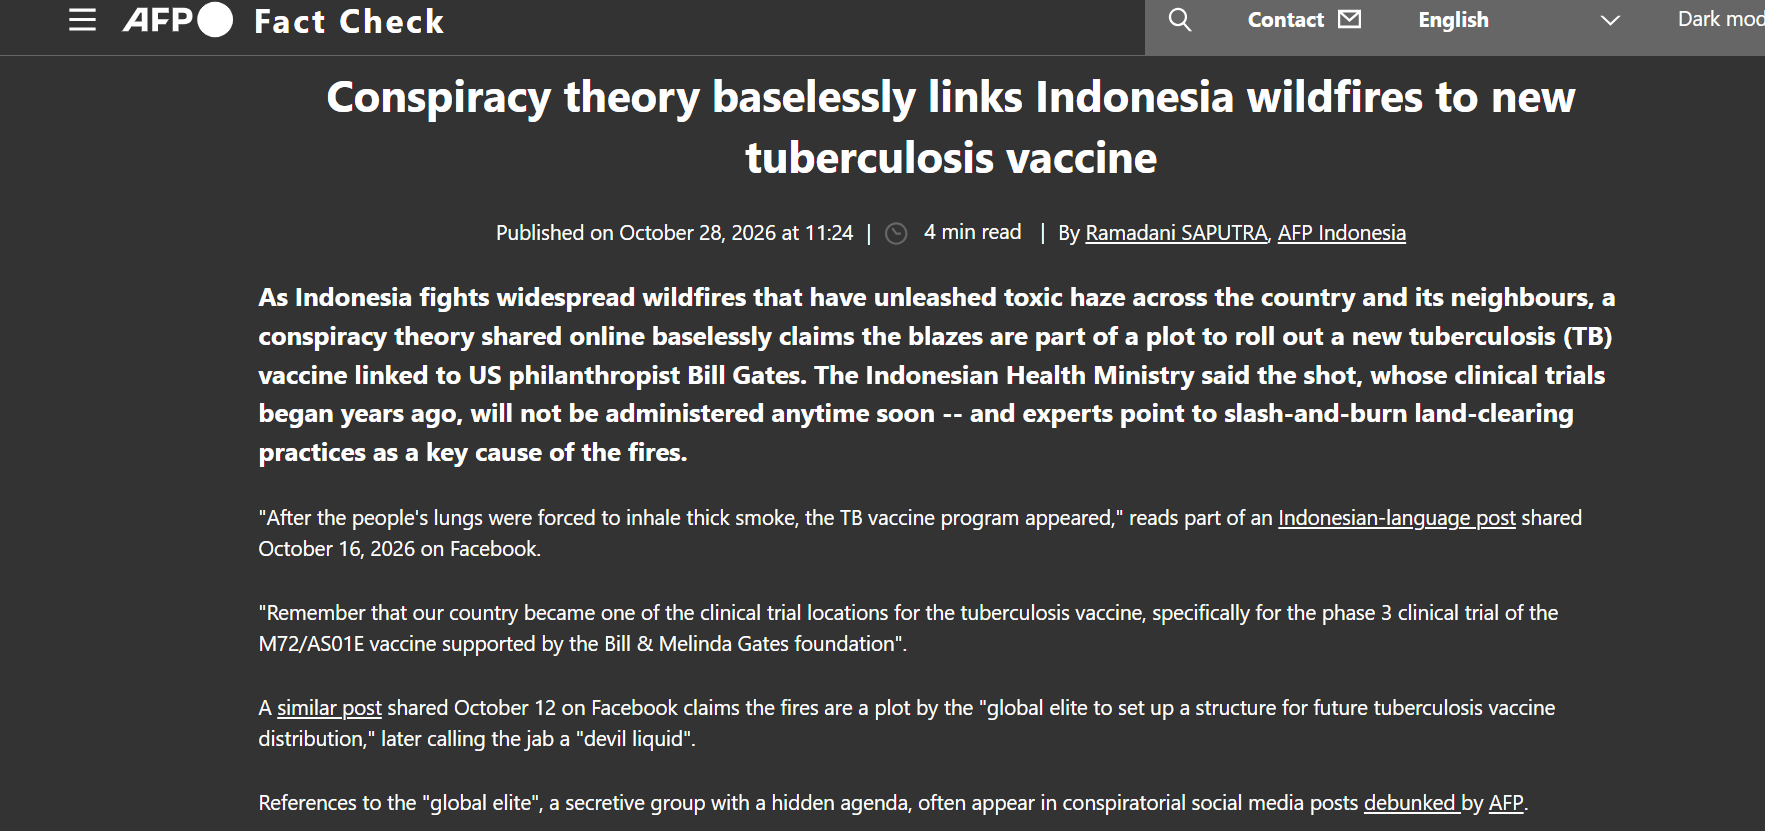 AFP Fact Check
Contact
English
Dark mod
Conspiracy theory baselessly links Indonesia wildfires to new
tuberculosis vaccine
Published on October 28, 2026 at 11:24 | 4 min read | By Ramadani SAPUTRA, AFP Indonesia
As Indonesia fights widespread wildfires that have unleashed toxic haze across the country and its neighbours, a
conspiracy theory shared online baselessly claims the blazes are part of a plot to roll out a new tuberculosis (TB)
vaccine linked to US philanthropist Bill Gates. The Indonesian Health Ministry said the shot, whose clinical trials
began years ago, will not be administered anytime soon -- and experts point to slash-and-burn land-clearing
practices as a key cause of the fires.
"After the people's lungs were forced to inhale thick smoke, the TB vaccine program appeared," reads part of an Indonesian-language post shared
October 16, 2026 on Facebook.
"Remember that our country became one of the clinical trial locations for the tuberculosis vaccine, specifically for the phase 3 clinical trial of the
M72/AS01E vaccine supported by the Bill & Melinda Gates foundation".
A similar post shared October 12 on Facebook claims the fires are a plot by the "global elite to set up a structure for future tuberculosis vaccine
distribution," later calling the jab a "devil liquid".
References to the "global elite", a secretive group with a hidden agenda, often appear in conspiratorial social media posts debunked by AFP.